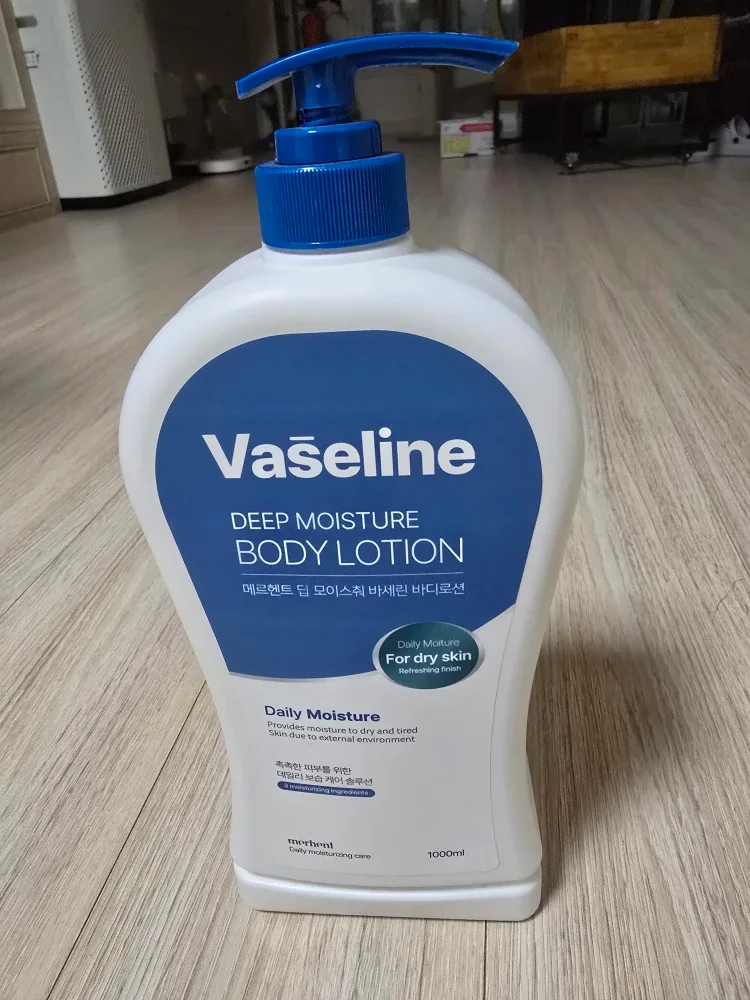 Vaseline
DEEP MOISTURE
BODY LOTION
메르헨트 딥 모이스춰 바세린 바디로션
Daily Moiture
For dry skin
Refreshing finish
Daily Moisture
Provides moisture to dry and tired
Skin due to external environment
촉촉한 피부를 위한
데일리 보습 케어 솔루션
3 moisturizing ingredients
merhent
Daily moisturizing care
1000ml